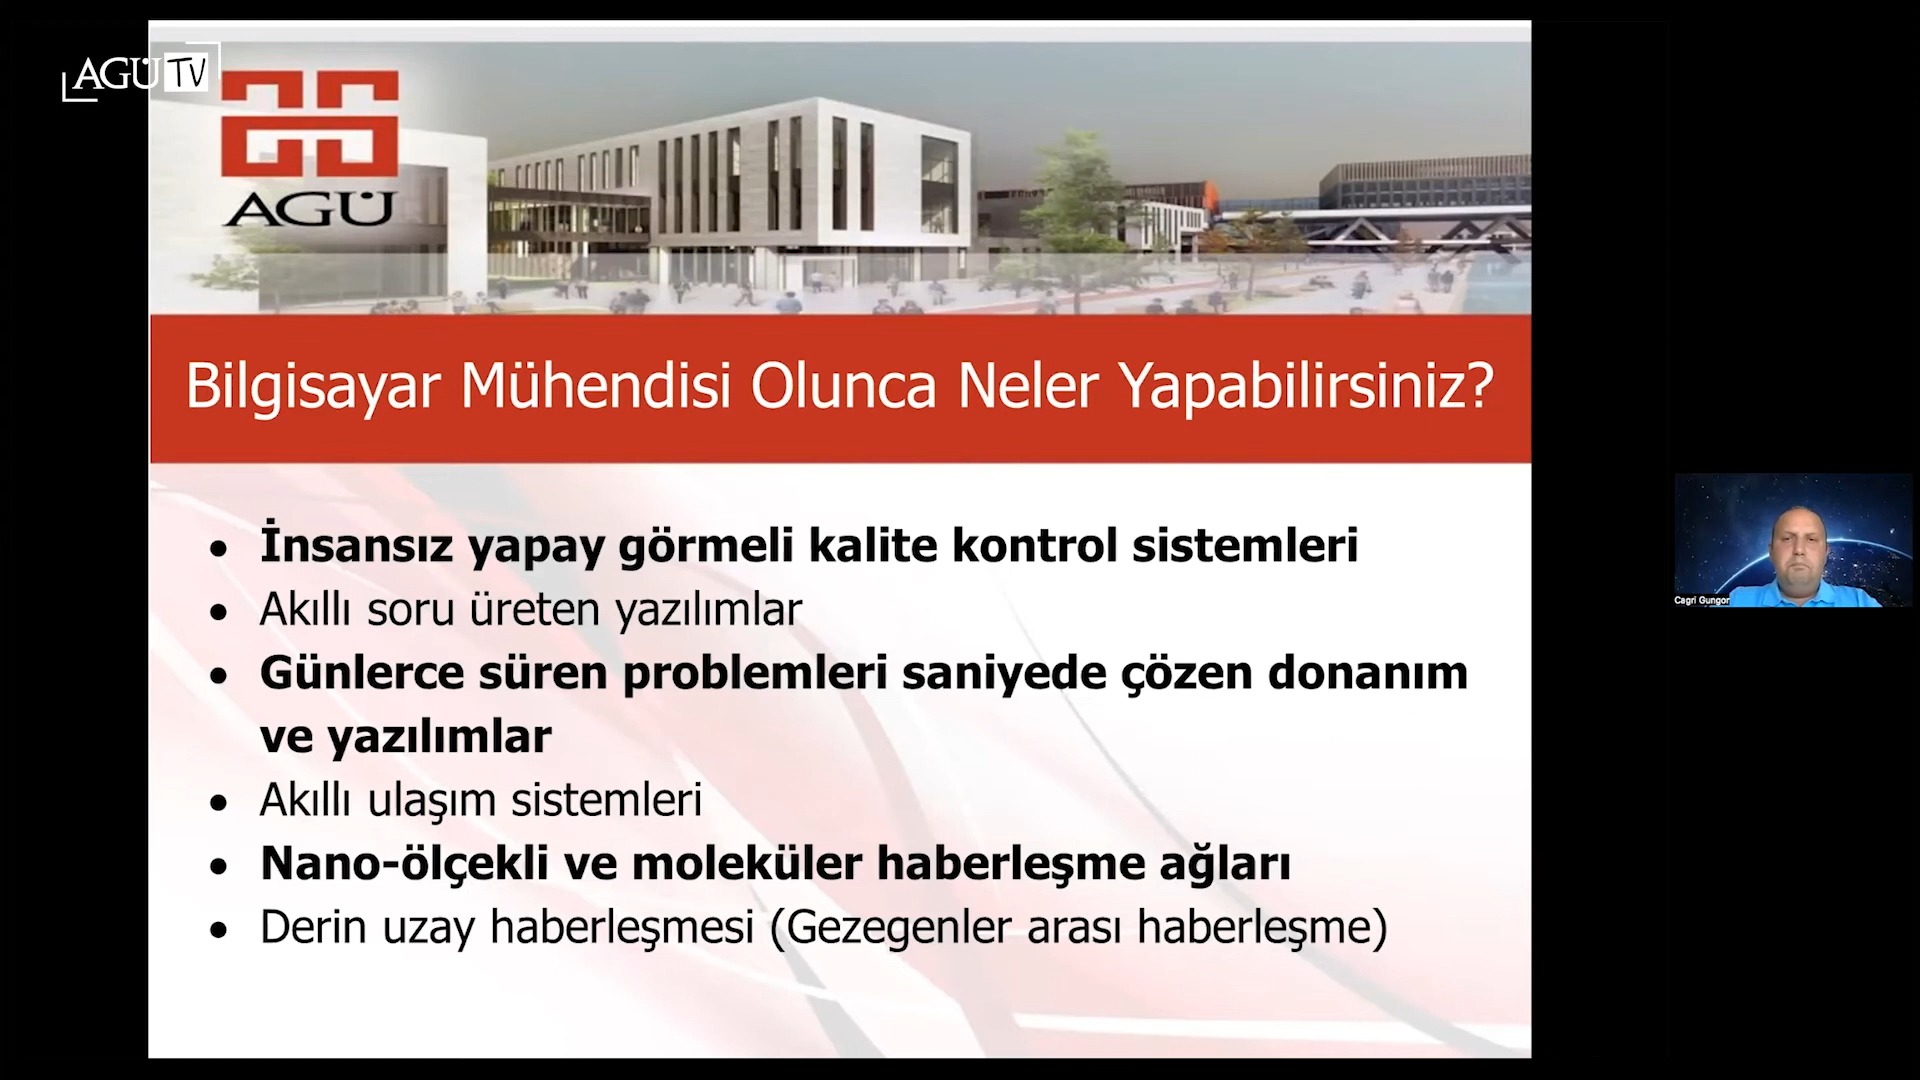 AGÜ TV
AGÜ
Bilgisayar Mühendisi Olunca Neler Yapabilirsiniz?
• İnsansız yapay görmeli kalite kontrol sistemleri
• Akıllı soru üreten yazılımlar
• Günlerce süren problemleri saniyede çözen donanım
ve yazılımlar
• Akıllı ulaşım sistemleri
• Nano-ölçekli ve moleküler haberleşme ağları
• Derin uzay haberleşmesi (Gezegenler arası haberleşme)
Cagri Gungor